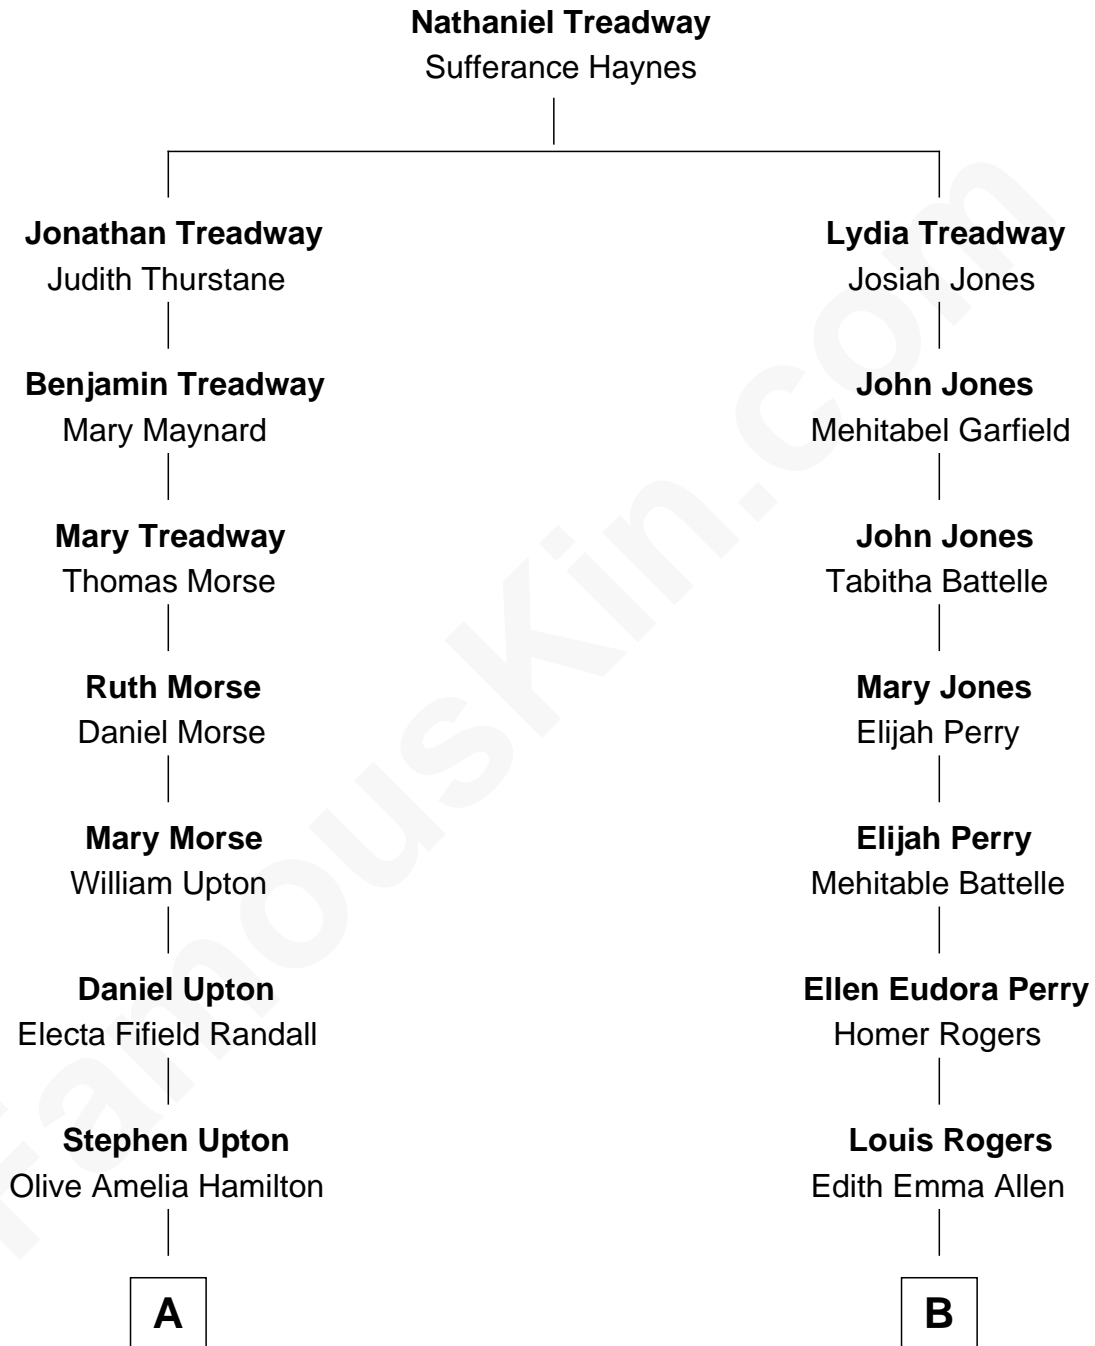 Nathaniel Treadway
Sufferance Haynes
Jonathan Treadway
Judith Thurstane
Lydia Treadway
Josiah Jones
Benjamin Treadway
Mary Maynard
John Jones
Mehitabel Garfield
Mary Treadway
Thomas Morse
John Jones
Tabitha Battelle
Ruth Morse
Daniel Morse
Mary Jones
Elijah Perry
Mary Morse
William Upton
Elijah Perry
Mehitable Battelle
Daniel Upton
Electa Fifield Randall
Ellen Eudora Perry
Homer Rogers
Stephen Upton
Olive Amelia Hamilton
Louis Rogers
Edith Emma Allen
A
B
FamousKin.com